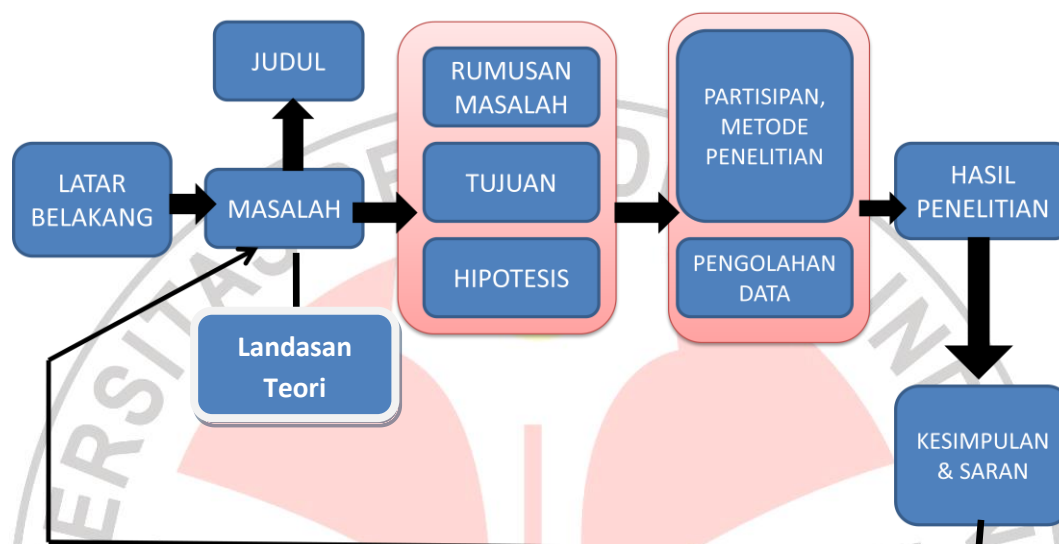 JUDUL
LATAR
BELAKANG
MASALAH
Landasan
Teori
RUMUSAN
MASALAH
TUJUAN
HIPOTESIS
PARTISIPAN,
METODE
PENELITIAN
PENGOLAHAN
DATA
HASIL
PENELITIAN
KESIMPULAN
& SARAN